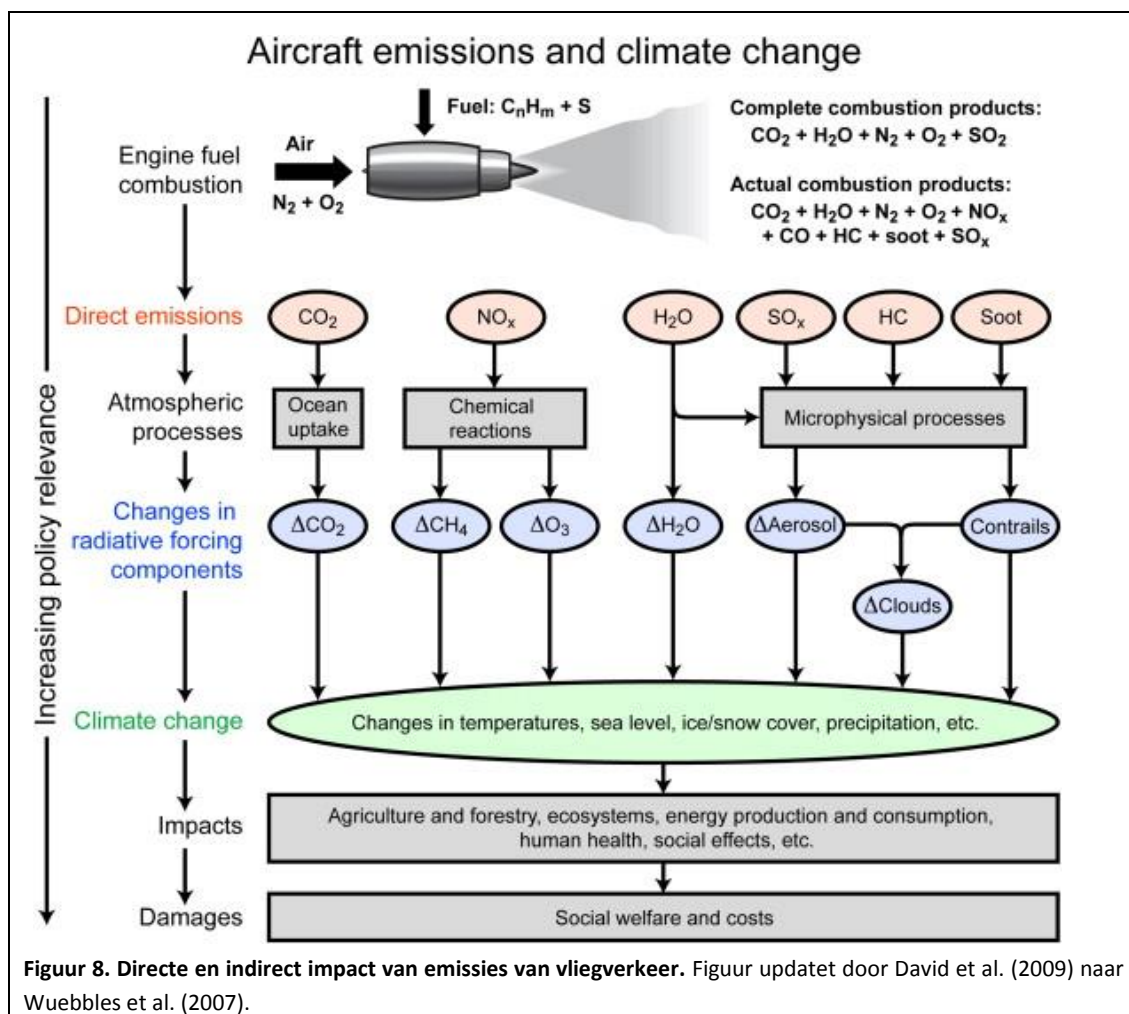 Aircraft emissions and climate change
Increasing policy relevance
Engine fuel
combustion
Air
N₂ + O₂
Fuel: CₙHₘ + S
Complete combustion products:
CO₂ + H₂O + N₂ + O₂ + SO₂
Actual combustion products:
CO₂ + H₂O + N₂ + O₂ + NOₓ
+ CO + HC + soot + SOₓ
Direct emissions
CO₂
NOₓ
H₂O
SOₓ
HC
Soot
Atmospheric
processes
Ocean
uptake
Chemical
reactions
Microphysical processes
Changes in
radiative forcing
components
ΔCO₂
ΔCH₄
ΔO₃
ΔH₂O
ΔAerosol
Contrails
ΔClouds
Climate change
Changes in temperatures, sea level, ice/snow cover, precipitation, etc.
Impacts
Agriculture and forestry, ecosystems, energy production and consumption,
human health, social effects, etc.
Damages
Social welfare and costs
Figuur 8. Directe en indirect impact van emissies van vliegverkeer. Figuur updatet door David et al. (2009) naar
Wuebbles et al. (2007).